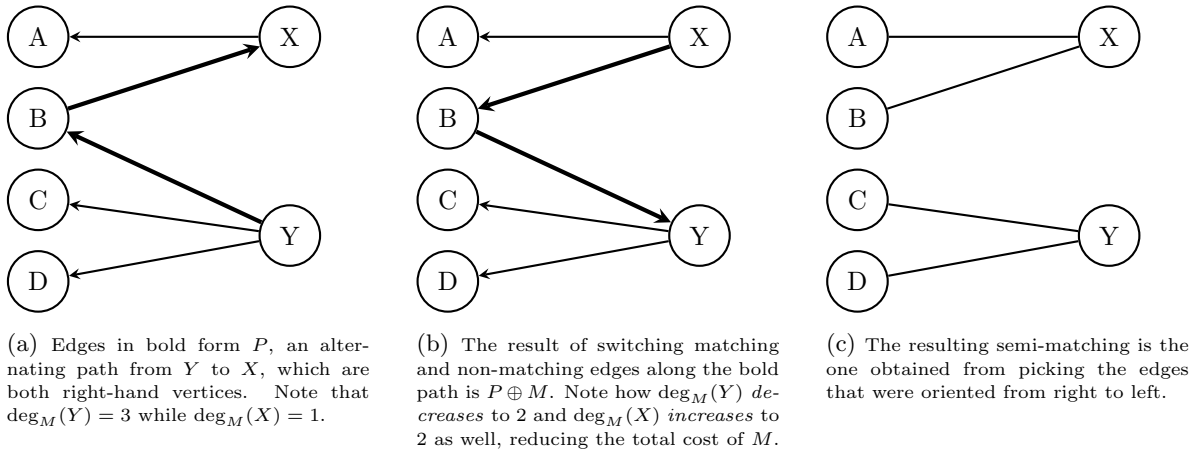 A
X
B
C
Y
D
A
X
B
C
Y
D
A
X
B
C
Y
D
(a) Edges in bold form P, an alter-
nating path from Y to X, which are
both right-hand vertices. Note that
deg_M(Y) = 3 while deg_M(X) = 1.
(b) The result of switching matching
and non-matching edges along the bold
path is P ⊕ M. Note how deg_M(Y) de-
creases to 2 and deg_M(X) increases to
2 as well, reducing the total cost of M.
(c) The resulting semi-matching is the
one obtained from picking the edges
that were oriented from right to left.